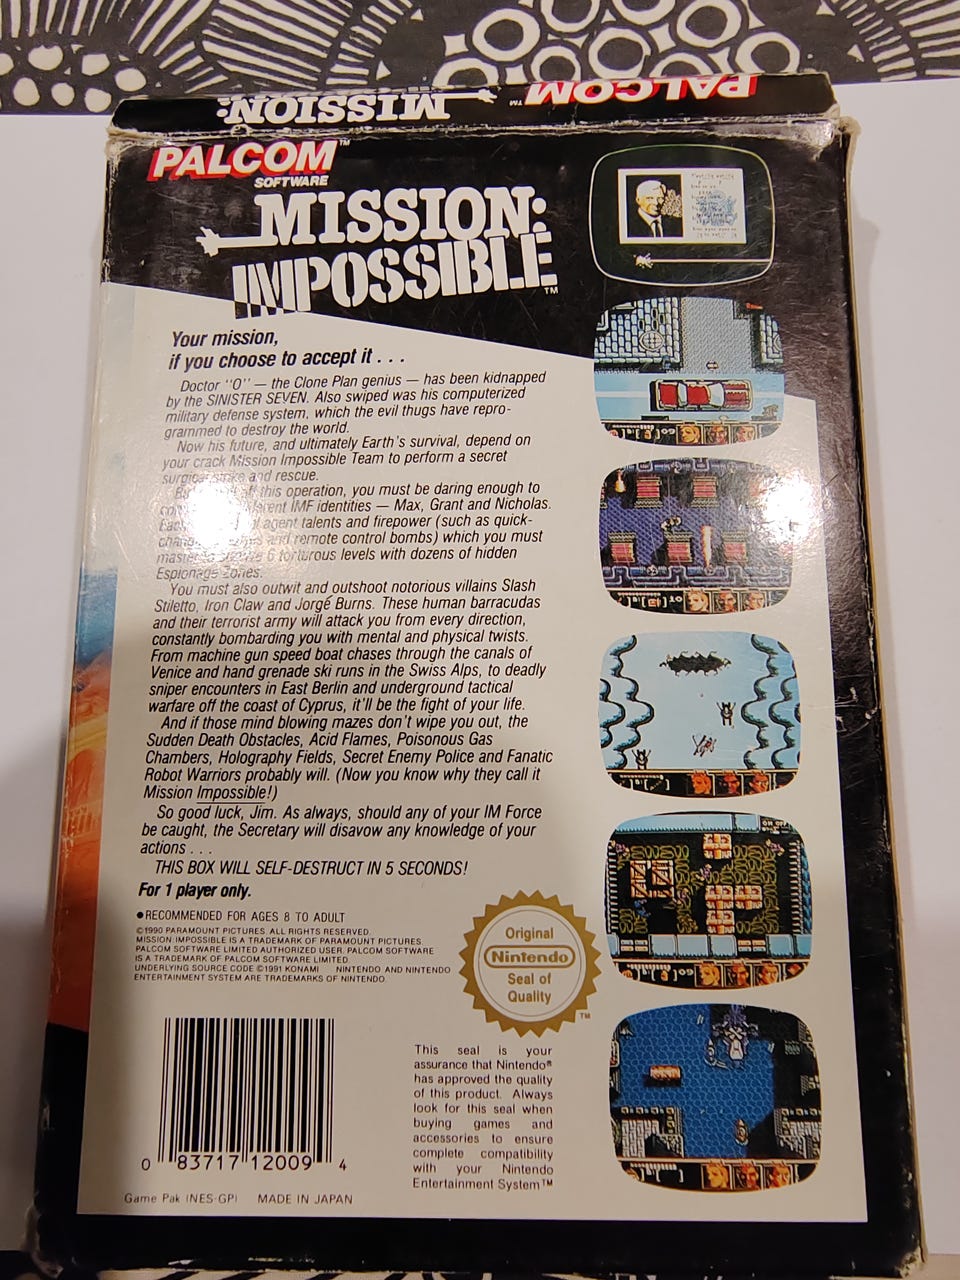 MISSION:
PALCOM™
PALCOM™
SOFTWARE
MISSION:
IMPOSSIBLE™
Your mission,
if you choose to accept it . . .
Doctor "O" — the Clone Plan genius — has been kidnapped
by the SINISTER SEVEN. Also swiped was his computerized
military defense system, which the evil thugs have repro-
grammed to destroy the world.
Now his future, and ultimately Earth's survival, depend on
your crack Mission Impossible Team to perform a secret
surgical strike and rescue.
this operation, you must be daring enough to
IMF identities — Max, Grant and Nicholas.
agent talents and firepower (such as quick-
and remote control bombs) which you must
6 torturous levels with dozens of hidden
Espionage Zones.
You must also outwit and outshoot notorious villains Slash
Stiletto, Iron Claw and Jorgé Burns. These human barracudas
and their terrorist army will attack you from every direction,
constantly bombarding you with mental and physical twists.
From machine gun speed boat chases through the canals of
Venice and hand grenade ski runs in the Swiss Alps, to deadly
sniper encounters in East Berlin and underground tactical
warfare off the coast of Cyprus, it'll be the fight of your life.
And if those mind blowing mazes don't wipe you out, the
Sudden Death Obstacles, Acid Flames, Poisonous Gas
Chambers, Holography Fields, Secret Enemy Police and Fanatic
Robot Warriors probably will. (Now you know why they call it
Mission Impossible!)
So good luck, Jim. As always, should any of your IM Force
be caught, the Secretary will disavow any knowledge of your
actions . . .
THIS BOX WILL SELF-DESTRUCT IN 5 SECONDS!
For 1 player only.
●RECOMMENDED FOR AGES 8 TO ADULT
©1990 PARAMOUNT PICTURES. ALL RIGHTS RESERVED.
MISSION IMPOSSIBLE IS A TRADEMARK OF PARAMOUNT PICTURES.
PALCOM SOFTWARE LIMITED AUTHORIZED USER. PALCOM SOFTWARE
IS A TRADEMARK OF PALCOM SOFTWARE LIMITED.
UNDERLYING SOURCE CODE ©1991 KONAMI NINTENDO AND NINTENDO
ENTERTAINMENT SYSTEM ARE TRADEMARKS OF NINTENDO.
Original
Nintendo
Seal of
Quality
™
This seal is your
assurance that Nintendo®
has approved the quality
of this product. Always
look for this seal when
buying games and
accessories to ensure
complete compatibility
with your Nintendo
Entertainment System™
0 83717 12009 4
Game Pak (NES-GP) MADE IN JAPAN